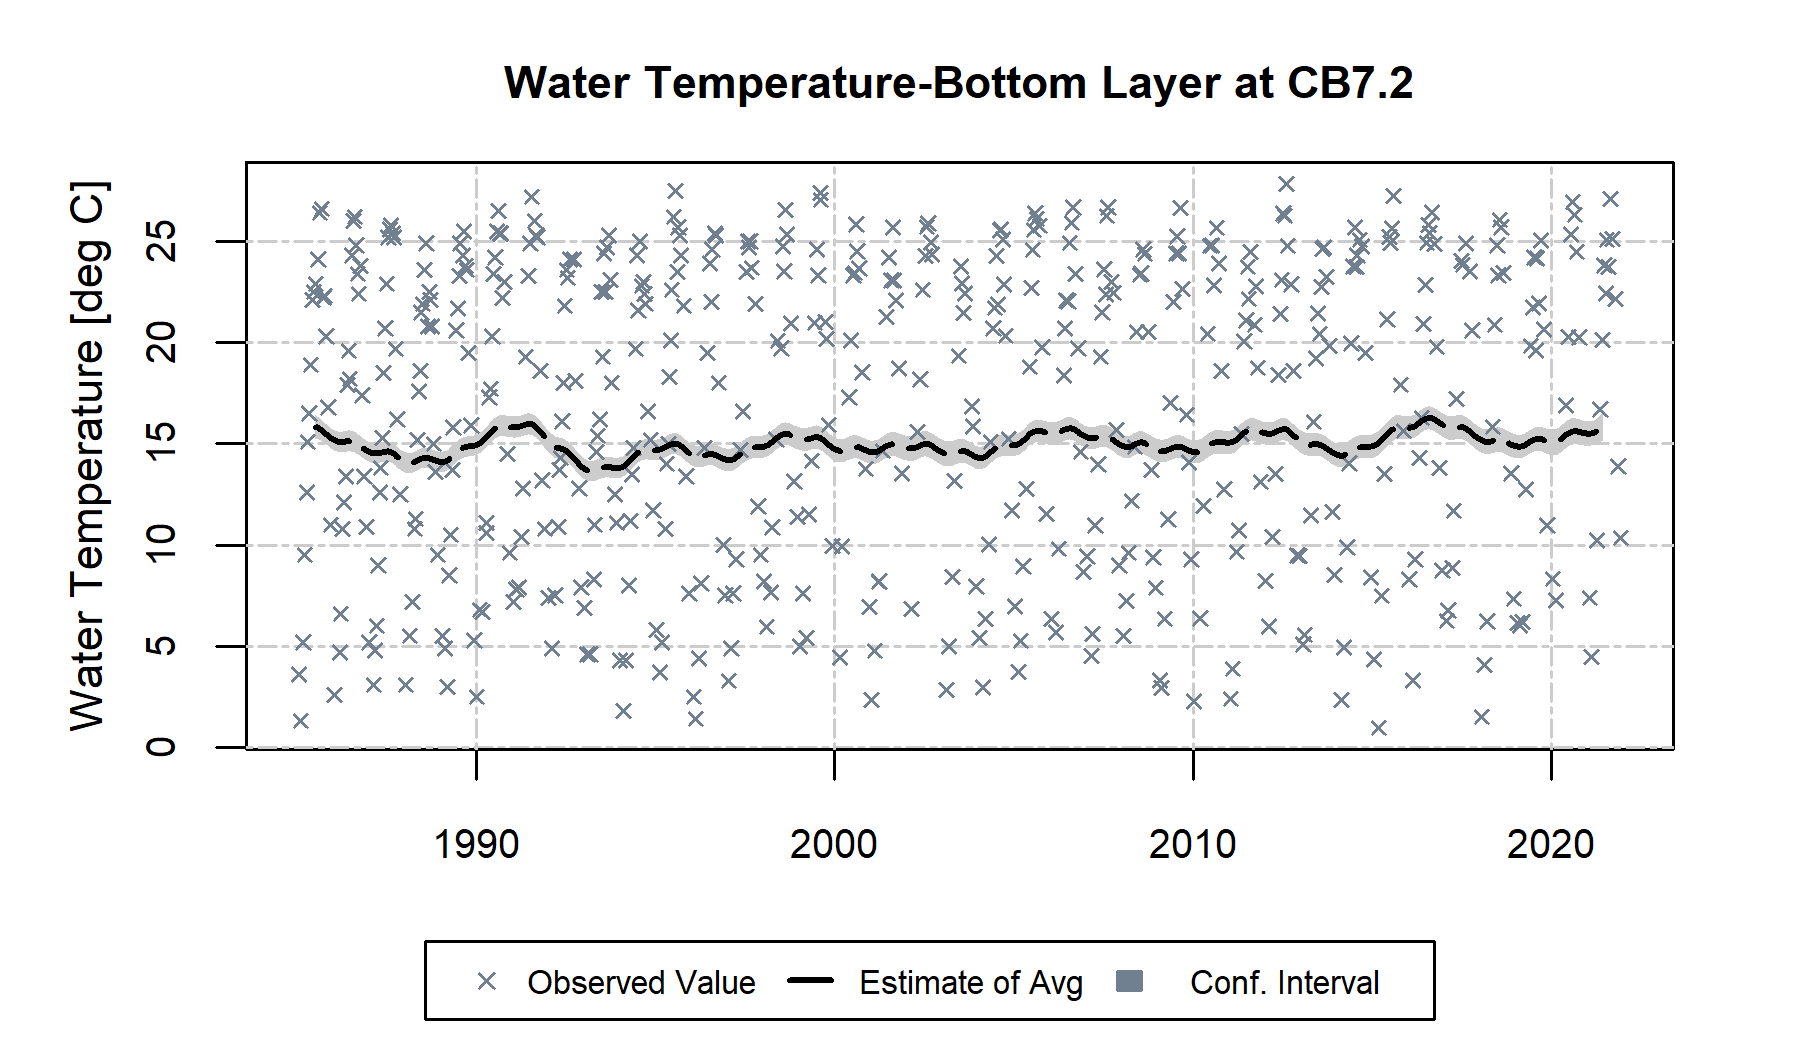 Water Temperature-Bottom Layer at CB7.2
Water Temperature [deg C]
25
20
15
10
5
0
1990 2000 2010 2020
Observed Value Estimate of Avg Conf. Interval